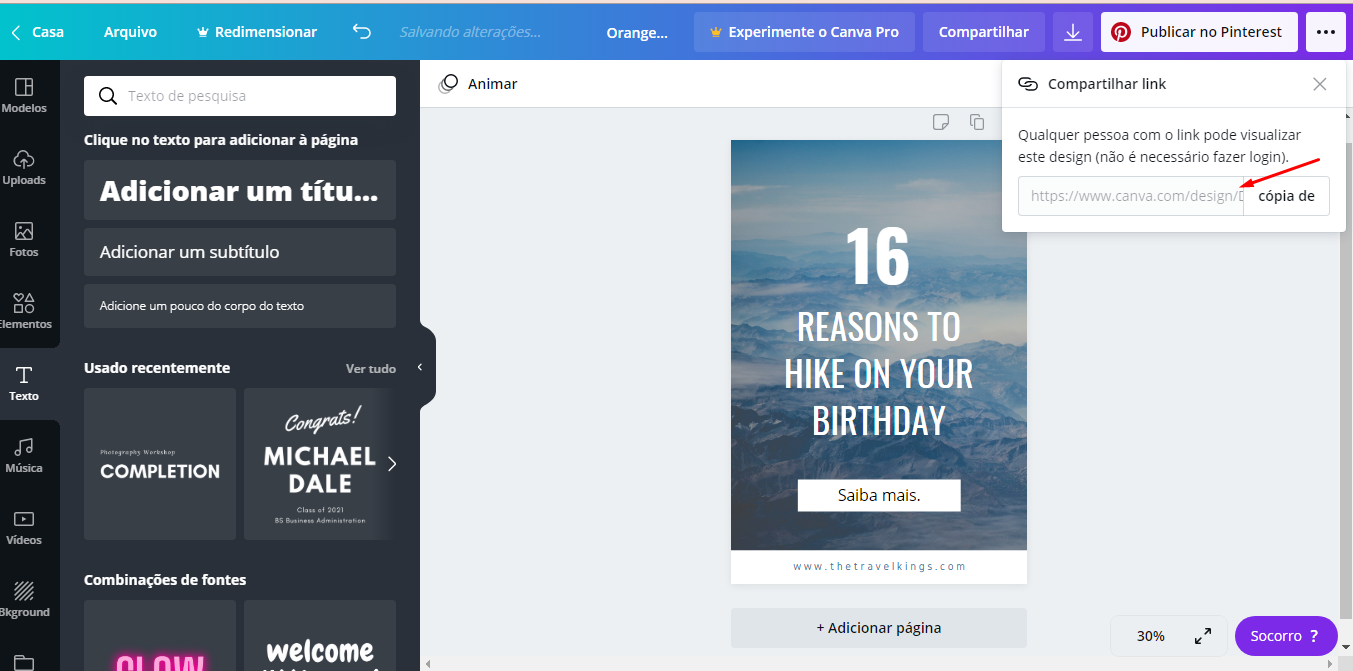 Casa
Arquivo
Redimensionar
Salvando alterações...
Orange...
Experimente o Canva Pro
Compartilhar
Publicar no Pinterest
Modelos
Uploads
Fotos
Elementos
Texto
Música
Vídeos
Bkground
Texto de pesquisa
Clique no texto para adicionar à página
Adicionar um títu...
Adicionar um subtítulo
Adicione um pouco do corpo do texto
Usado recentemente
Ver tudo
Photography Workshop
COMPLETION
Congrats!
MICHAEL
DALE
Class of 2021
BS Business Administration
Combinações de fontes
GLOW
welcome
Animar
Compartilhar link
Qualquer pessoa com o link pode visualizar
este design (não é necessário fazer login).
https://www.canva.com/design/D
cópia de
16
REASONS TO
HIKE ON YOUR
BIRTHDAY
Saiba mais.
www.thetravelkings.com
+ Adicionar página
30%
Socorro ?